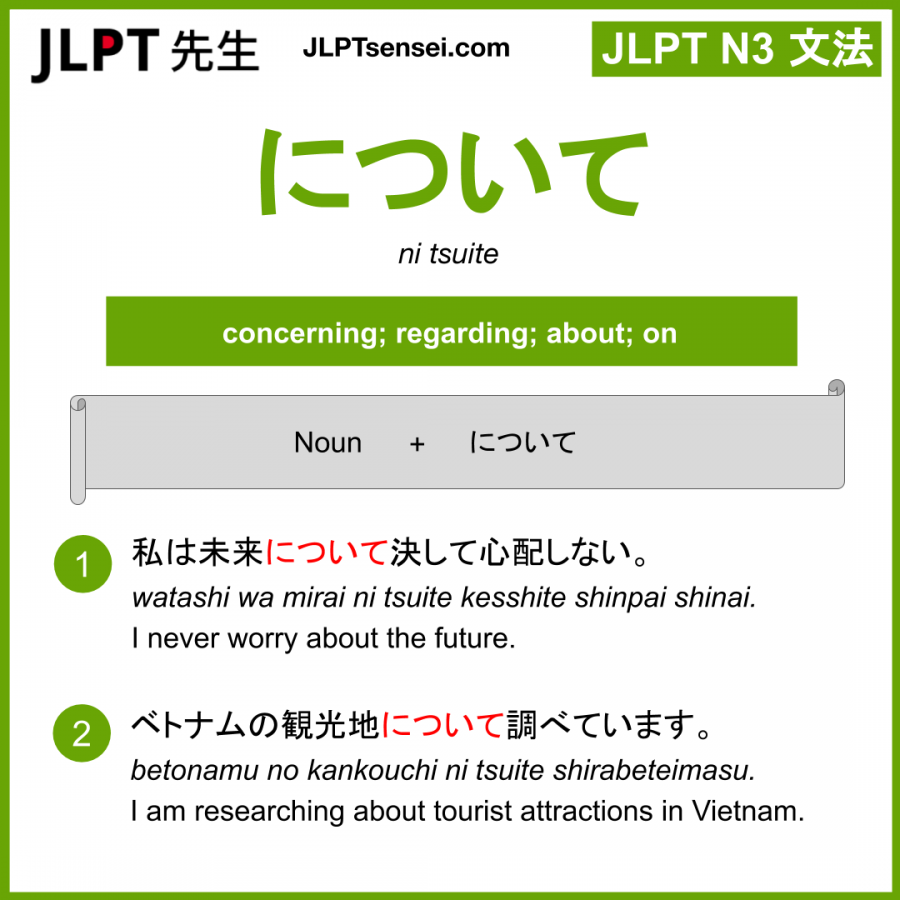 JLPT 先生
JLPTsensei.com
JLPT N3 文法
について
ni tsuite
concerning; regarding; about; on
Noun + について
1
私は未来について決して心配しない。
watashi wa mirai ni tsuite kesshite shinpai shinai.
I never worry about the future.
2
ベトナムの観光地について調べています。
betonamu no kankouchi ni tsuite shirabeteimasu.
I am researching about tourist attractions in Vietnam.